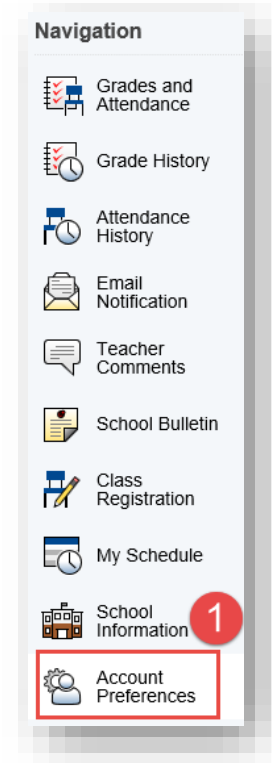 Navigation
Grades and
Attendance
Grade History
Attendance
History
Email
Notification
Teacher
Comments
School Bulletin
Class
Registration
My Schedule
School
Information
1
Account
Preferences